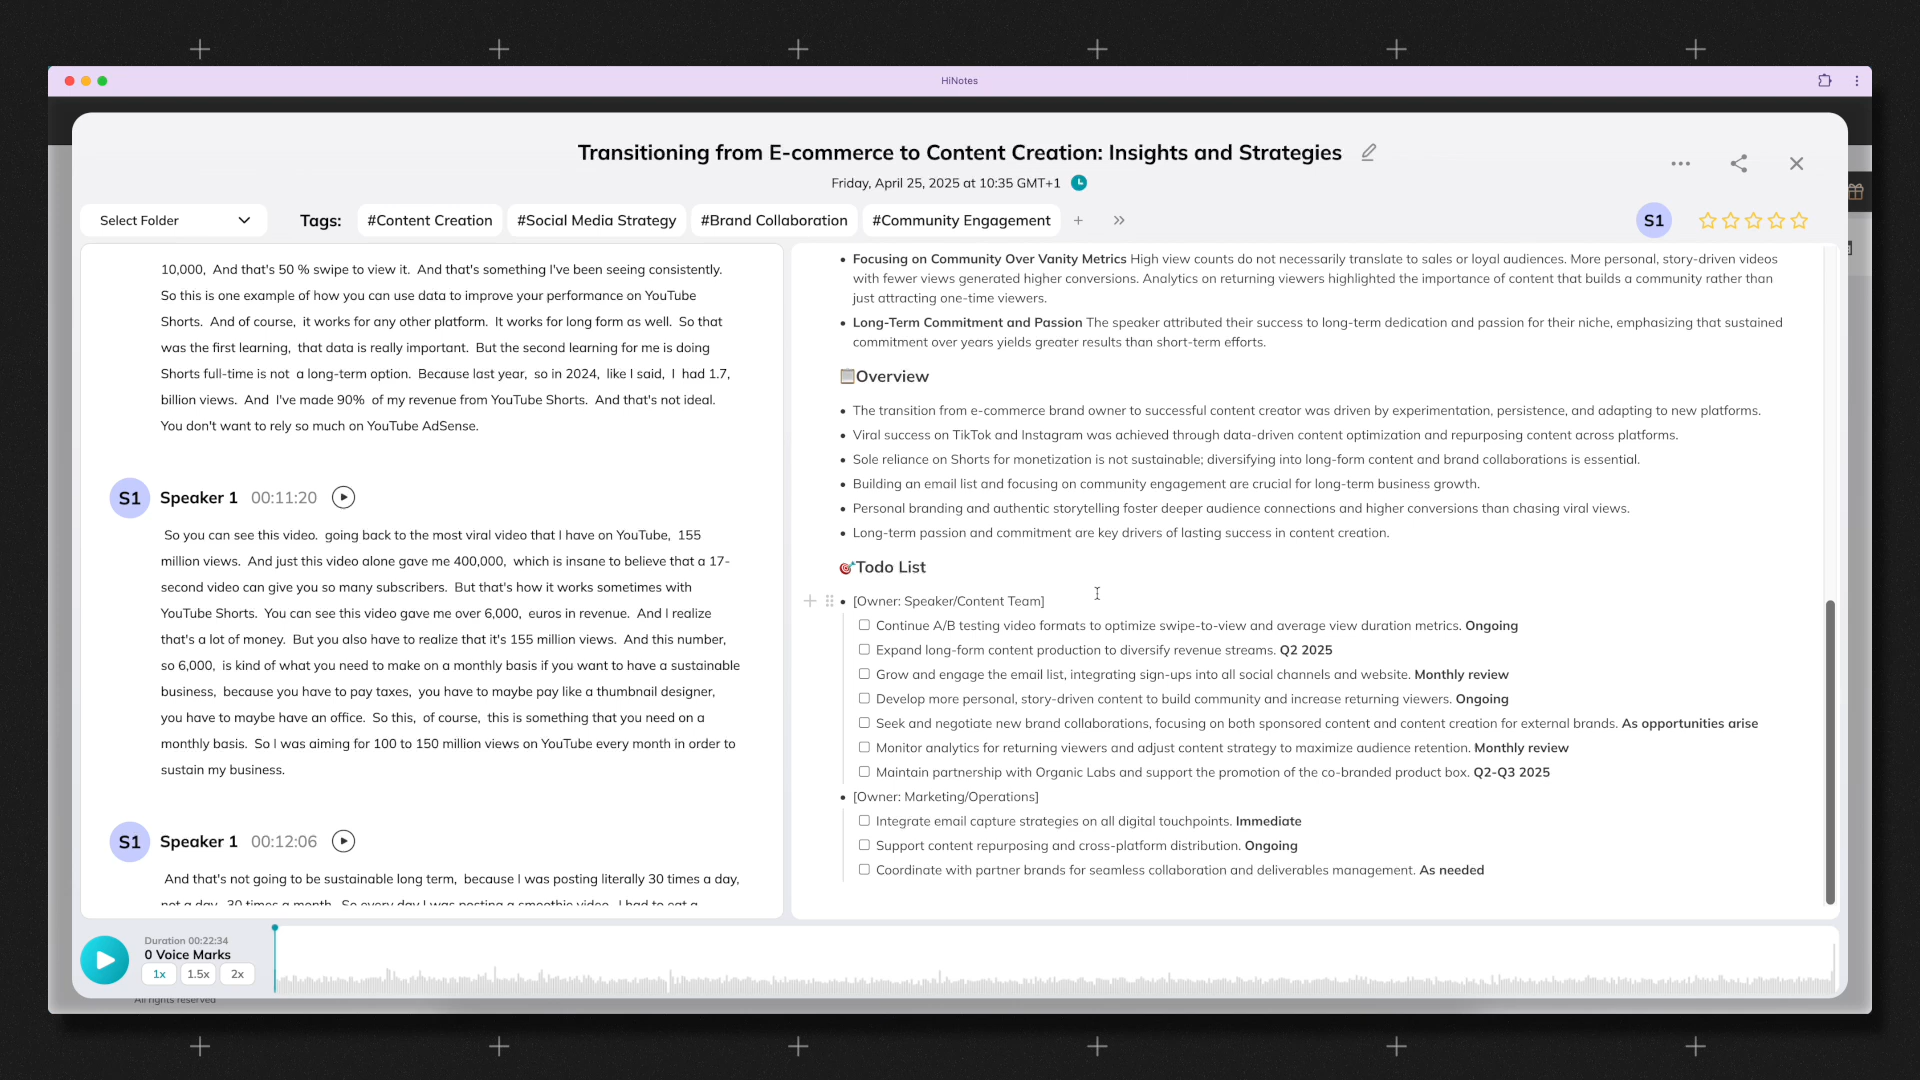 HiNotes
Transitioning from E-commerce to Content Creation: Insights and Strategies
Friday, April 25, 2025 at 10:35 GMT+1
Select Folder
Tags:
#Content Creation
#Social Media Strategy
#Brand Collaboration
#Community Engagement
S1
10,000, And that's 50 % swipe to view it. And that's something I've been seeing consistently.
So this is one example of how you can use data to improve your performance on YouTube
Shorts. And of course, it works for any other platform. It works for long form as well. So that
was the first learning, that data is really important. But the second learning for me is doing
Shorts full-time is not a long-term option. Because last year, so in 2024, like I said, I had 1.7,
billion views. And I've made 90% of my revenue from YouTube Shorts. And that's not ideal.
You don't want to rely so much on YouTube AdSense.
S1 Speaker 1 00:11:20
So you can see this video. going back to the most viral video that I have on YouTube, 155
million views. And just this video alone gave me 400,000, which is insane to believe that a 17-
second video can give you so many subscribers. But that's how it works sometimes with
YouTube Shorts. You can see this video gave me over 6,000, euros in revenue. And I realize
that's a lot of money. But you also have to realize that it's 155 million views. And this number,
so 6,000, is kind of what you need to make on a monthly basis if you want to have a sustainable
business, because you have to pay taxes, you have to maybe pay like a thumbnail designer,
you have to maybe have an office. So this, of course, this is something that you need on a
monthly basis. So I was aiming for 100 to 150 million views on YouTube every month in order to
sustain my business.
S1 Speaker 1 00:12:06
And that's not going to be sustainable long term, because I was posting literally 30 times a day,
not a day, 30 times a month. So every day I was posting a smoothie video. I had to eat a
• Focusing on Community Over Vanity Metrics High view counts do not necessarily translate to sales or loyal audiences. More personal, story-driven videos
with fewer views generated higher conversions. Analytics on returning viewers highlighted the importance of content that builds a community rather than
just attracting one-time viewers.
• Long-Term Commitment and Passion The speaker attributed their success to long-term dedication and passion for their niche, emphasizing that sustained
commitment over years yields greater results than short-term efforts.
📋Overview
• The transition from e-commerce brand owner to successful content creator was driven by experimentation, persistence, and adapting to new platforms.
• Viral success on TikTok and Instagram was achieved through data-driven content optimization and repurposing content across platforms.
• Sole reliance on Shorts for monetization is not sustainable; diversifying into long-form content and brand collaborations is essential.
• Building an email list and focusing on community engagement are crucial for long-term business growth.
• Personal branding and authentic storytelling foster deeper audience connections and higher conversions than chasing viral views.
• Long-term passion and commitment are key drivers of lasting success in content creation.
🎯Todo List
• [Owner: Speaker/Content Team]
Continue A/B testing video formats to optimize swipe-to-view and average view duration metrics. Ongoing
Expand long-form content production to diversify revenue streams. Q2 2025
Grow and engage the email list, integrating sign-ups into all social channels and website. Monthly review
Develop more personal, story-driven content to build community and increase returning viewers. Ongoing
Seek and negotiate new brand collaborations, focusing on both sponsored content and content creation for external brands. As opportunities arise
Monitor analytics for returning viewers and adjust content strategy to maximize audience retention. Monthly review
Maintain partnership with Organic Labs and support the promotion of the co-branded product box. Q2-Q3 2025
• [Owner: Marketing/Operations]
Integrate email capture strategies on all digital touchpoints. Immediate
Support content repurposing and cross-platform distribution. Ongoing
Coordinate with partner brands for seamless collaboration and deliverables management. As needed
Duration 00:22:34
0 Voice Marks
1x 1.5x 2x
All rights reserved